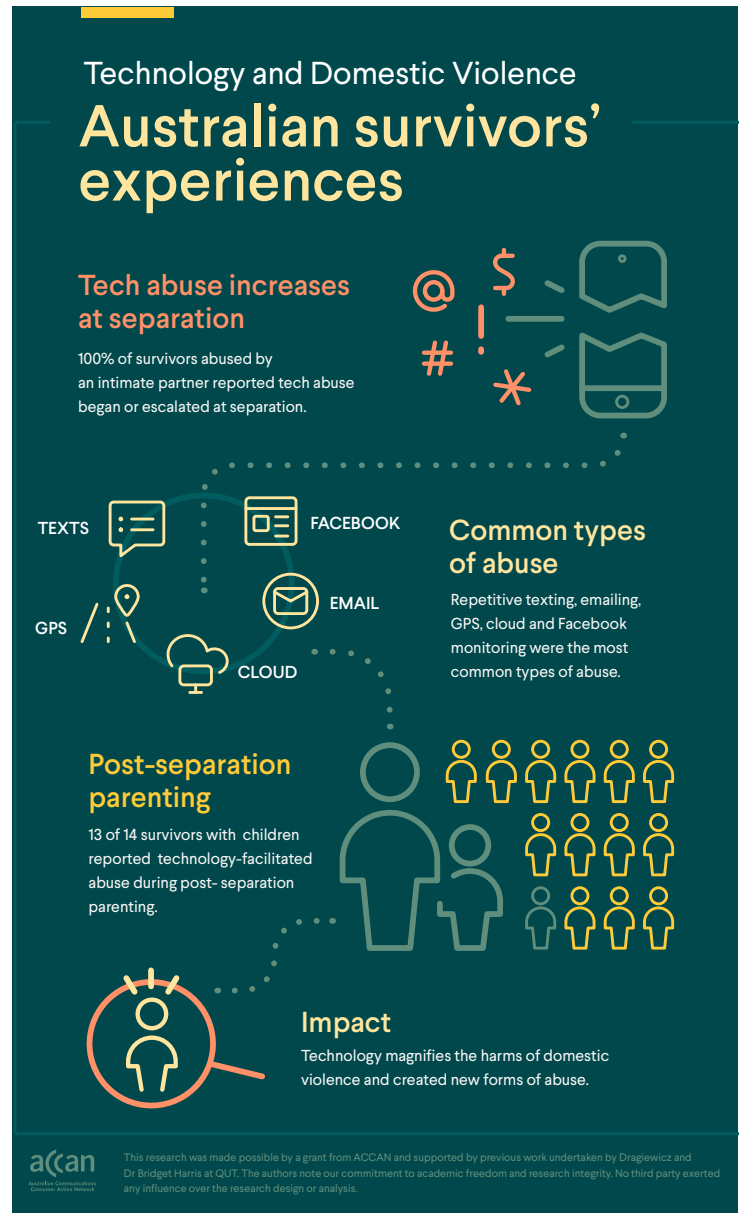 Technology and Domestic Violence
Australian survivors’
experiences
Tech abuse increases
at separation
100% of survivors abused by
an intimate partner reported tech abuse
began or escalated at separation.
@
$
!
#
*
TEXTS
FACEBOOK
EMAIL
GPS
CLOUD
Common types
of abuse
Repetitive texting, emailing,
GPS, cloud and Facebook
monitoring were the most
common types of abuse.
Post-separation
parenting
13 of 14 survivors with children
reported technology-facilitated
abuse during post- separation
parenting.
Impact
Technology magnifies the harms of domestic
violence and created new forms of abuse.
accan
Australian Communications
Consumer Action Network
This research was made possible by a grant from ACCAN and supported by previous work undertaken by Dragiewicz and
Dr Bridget Harris at QUT. The authors note our commitment to academic freedom and research integrity. No third party exerted
any influence over the research design or analysis.